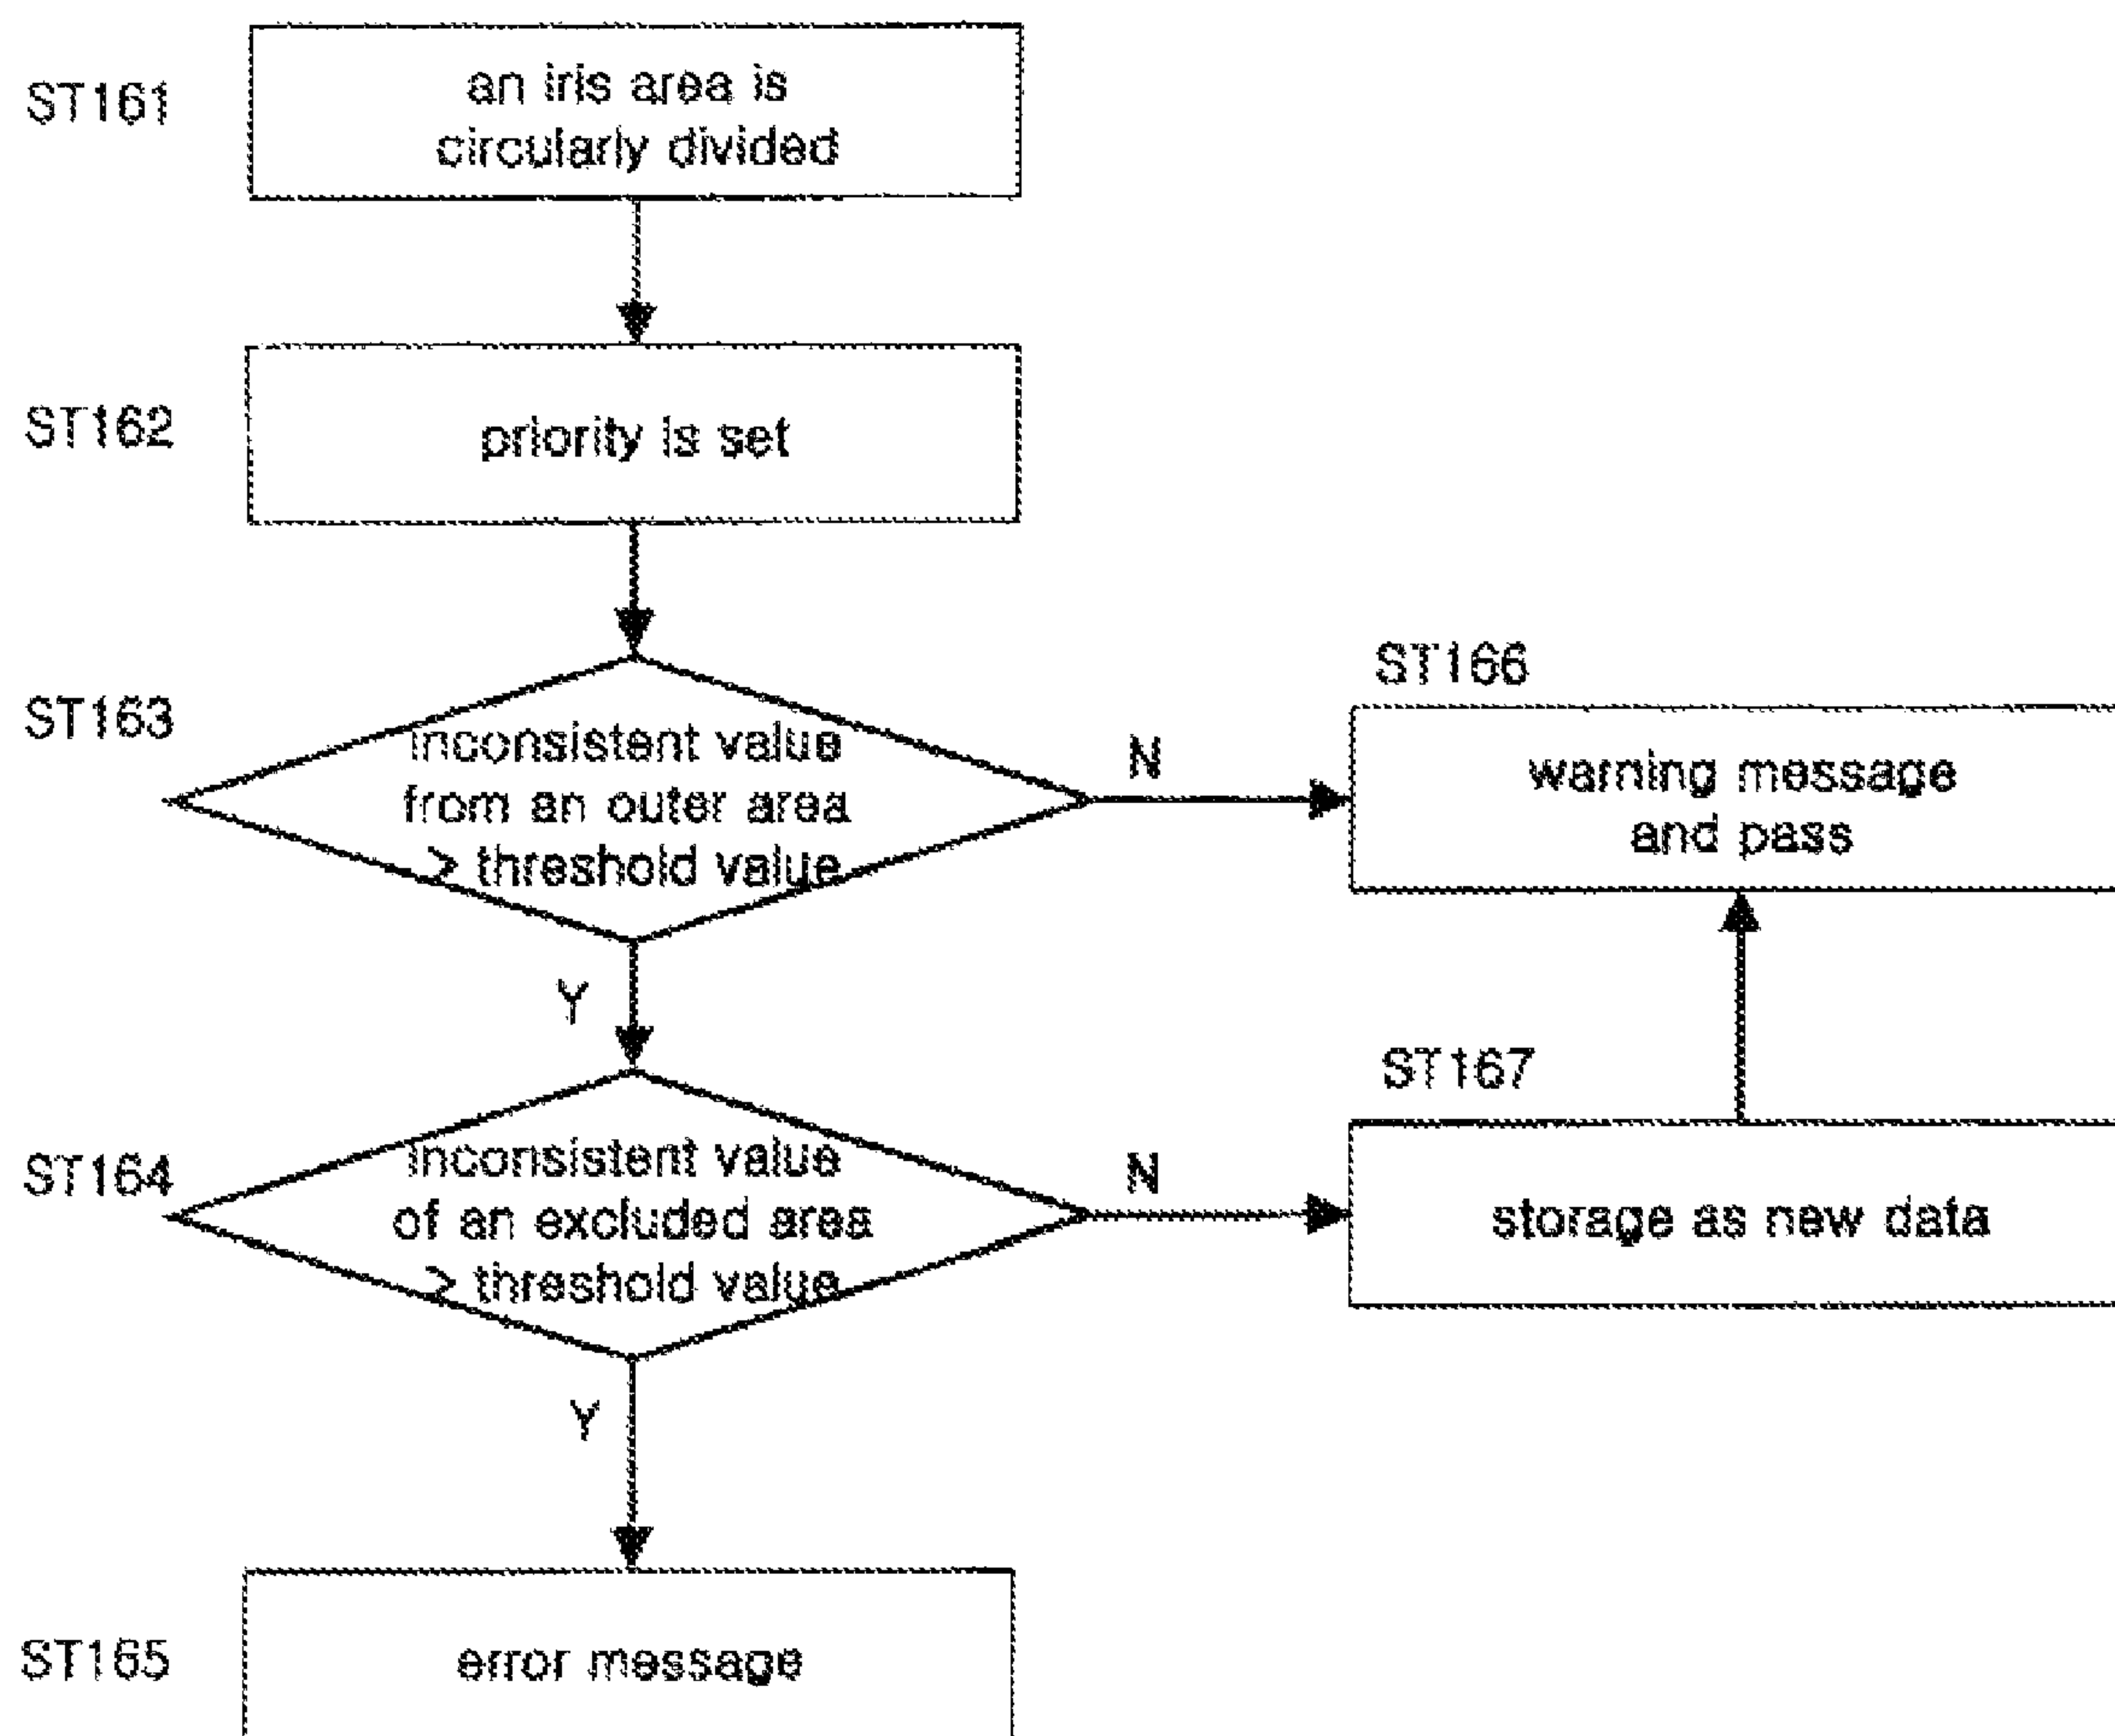 ST161
an iris area is
circularly divided
ST162
priority is set
ST163
inconsistent value
from an outer area
> threshold value
N
ST166
warning message
and pass
Y
ST164
inconsistent value
of an excluded area
> threshold value
N
ST167
storage as new data
Y
ST165
error message